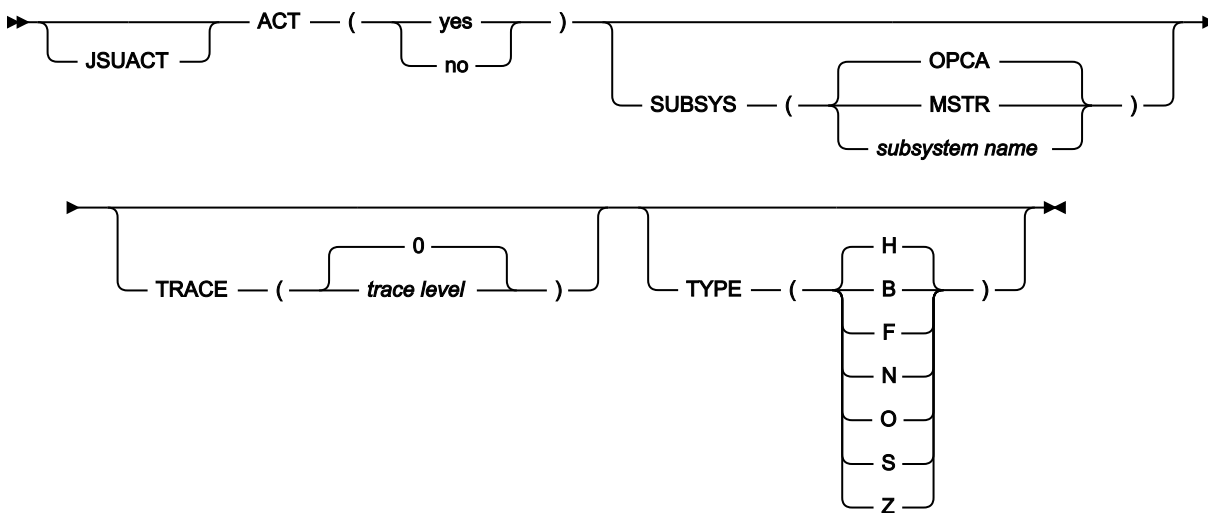 ACT ( yes )
JSUACT no
OPCA
SUBSYS ( MSTR )
subsystem name
0 H
TRACE ( trace level ) TYPE ( B )
F
N
O
S
Z